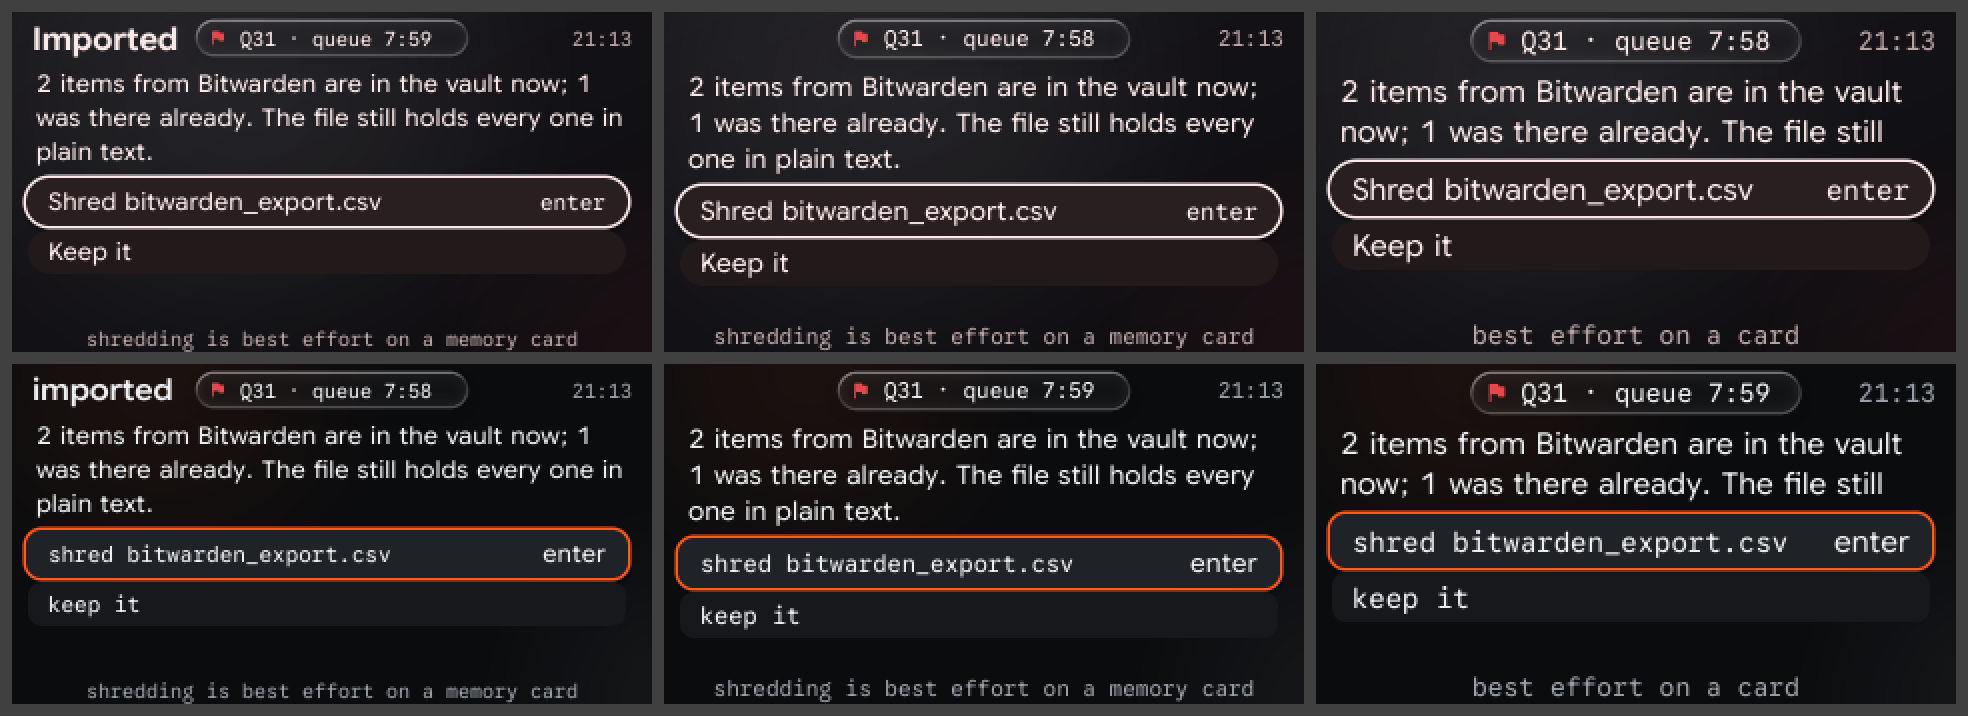 Imported Q31 · queue 7:59 21:13
2 items from Bitwarden are in the vault now; 1
was there already. The file still holds every one in
plain text.
Shred bitwarden_export.csv enter
Keep it
shredding is best effort on a memory card
Q31 · queue 7:58 21:13
2 items from Bitwarden are in the vault now;
1 was there already. The file still holds every
one in plain text.
Shred bitwarden_export.csv enter
Keep it
shredding is best effort on a memory card
Q31 · queue 7:58 21:13
2 items from Bitwarden are in the vault
now; 1 was there already. The file still
Shred bitwarden_export.csv enter
Keep it
best effort on a card
imported Q31 · queue 7:58 21:13
2 items from Bitwarden are in the vault now; 1
was there already. The file still holds every one in
plain text.
shred bitwarden_export.csv enter
keep it
shredding is best effort on a memory card
Q31 · queue 7:59 21:13
2 items from Bitwarden are in the vault now;
1 was there already. The file still holds every
one in plain text.
shred bitwarden_export.csv enter
keep it
shredding is best effort on a memory card
Q31 · queue 7:59 21:13
2 items from Bitwarden are in the vault
now; 1 was there already. The file still
shred bitwarden_export.csv enter
keep it
best effort on a card